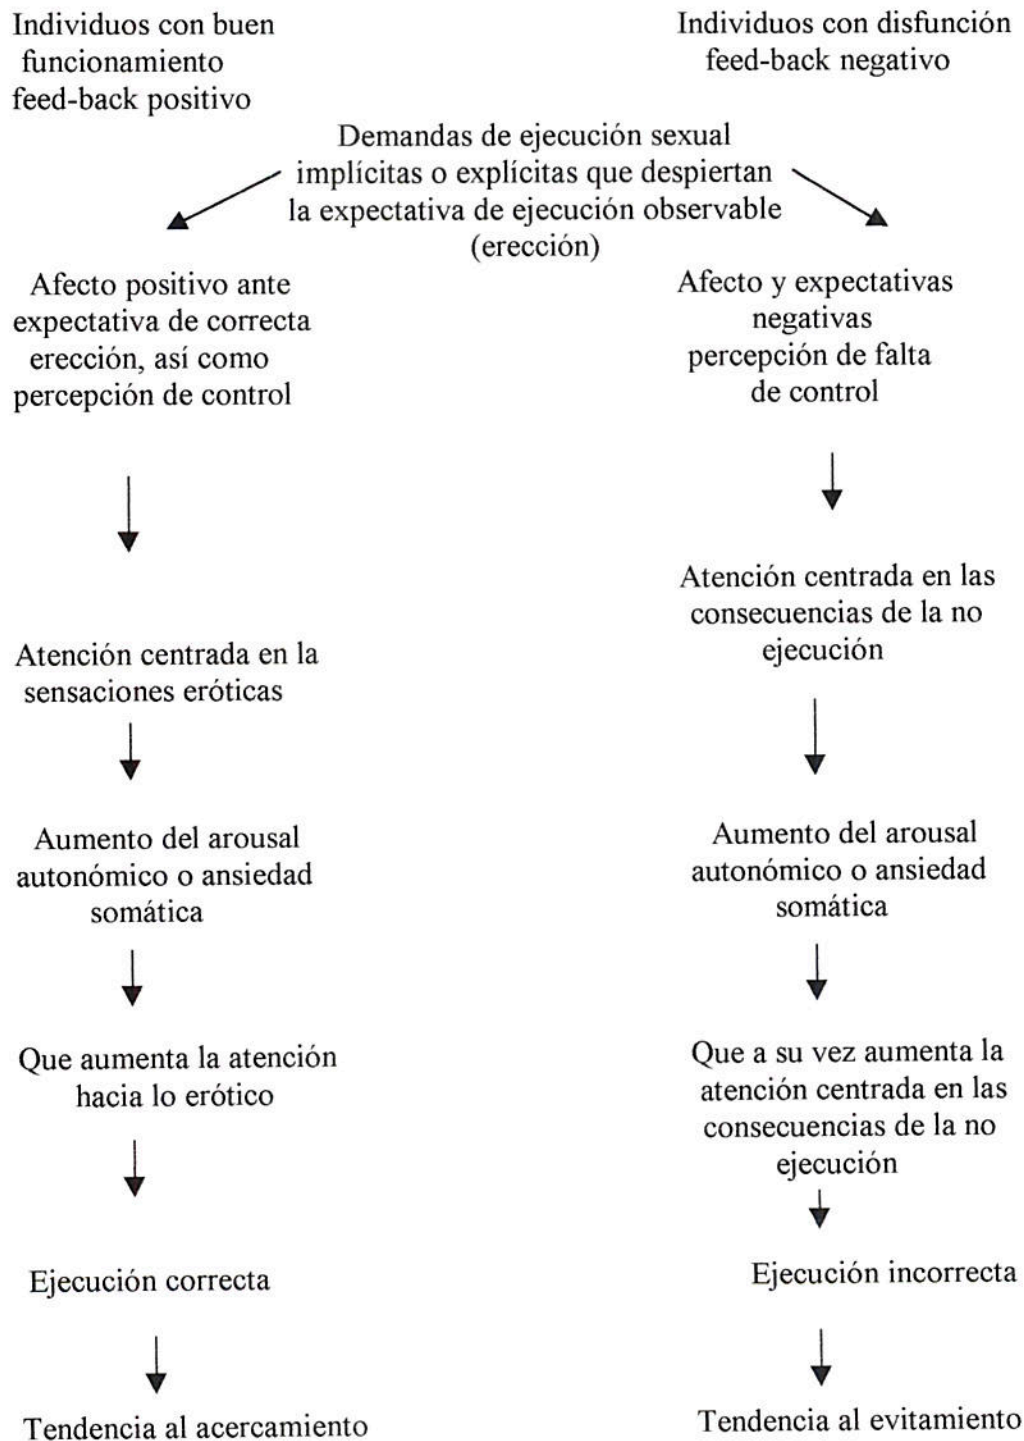 Individuos con buen
funcionamiento
feed-back positivo
Individuos con disfunción
feed-back negativo
Demandas de ejecución sexual
implícitas o explícitas que despiertan
la expectativa de ejecución observable
(erección)
Afecto positivo ante
expectativa de correcta
erección, así como
percepción de control
Afecto y expectativas
negativas
percepción de falta
de control
Atención centrada en la
sensaciones eróticas
Atención centrada en las
consecuencias de la no
ejecución
Aumento del arousal
autonómico o ansiedad
somática
Aumento del arousal
autonómico o ansiedad
somática
Que aumenta la atención
hacia lo erótico
Que a su vez aumenta la
atención centrada en las
consecuencias de la no
ejecución
Ejecución correcta
Ejecución incorrecta
Tendencia al acercamiento
Tendencia al evitamiento